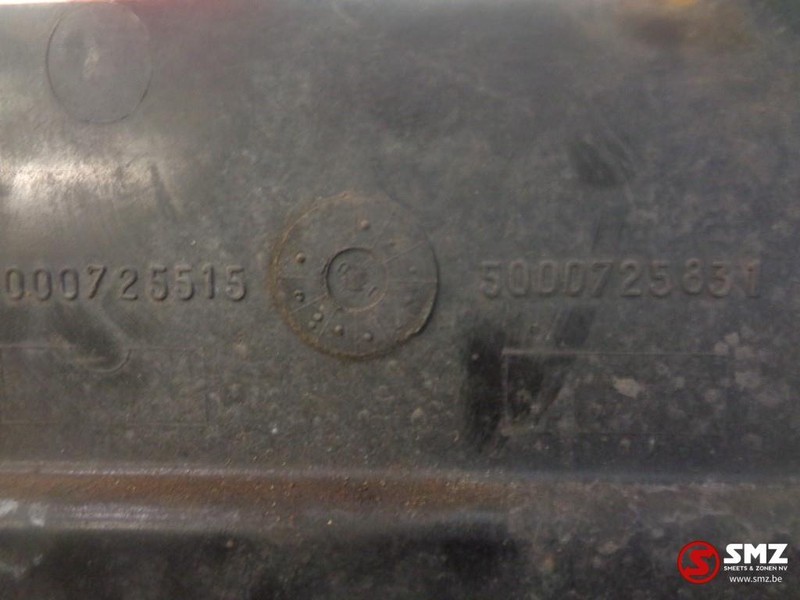 000725515
5000725831
SMZ
SMEETS & ZONEN NV
www.smz.be